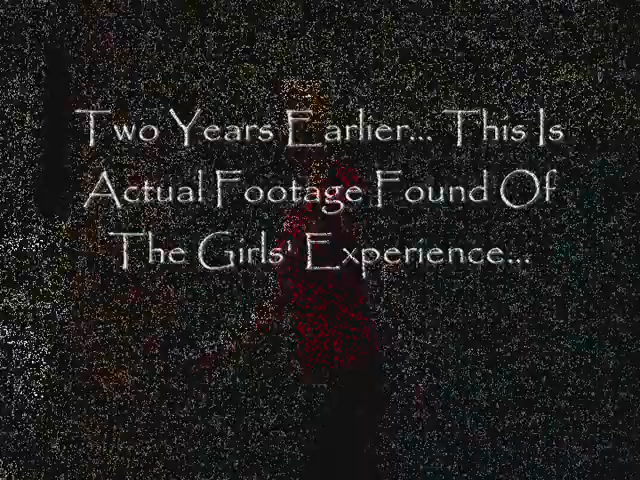 Two Years Earlier... This Is
Actual Footage Found Of
The Girls' Experience...